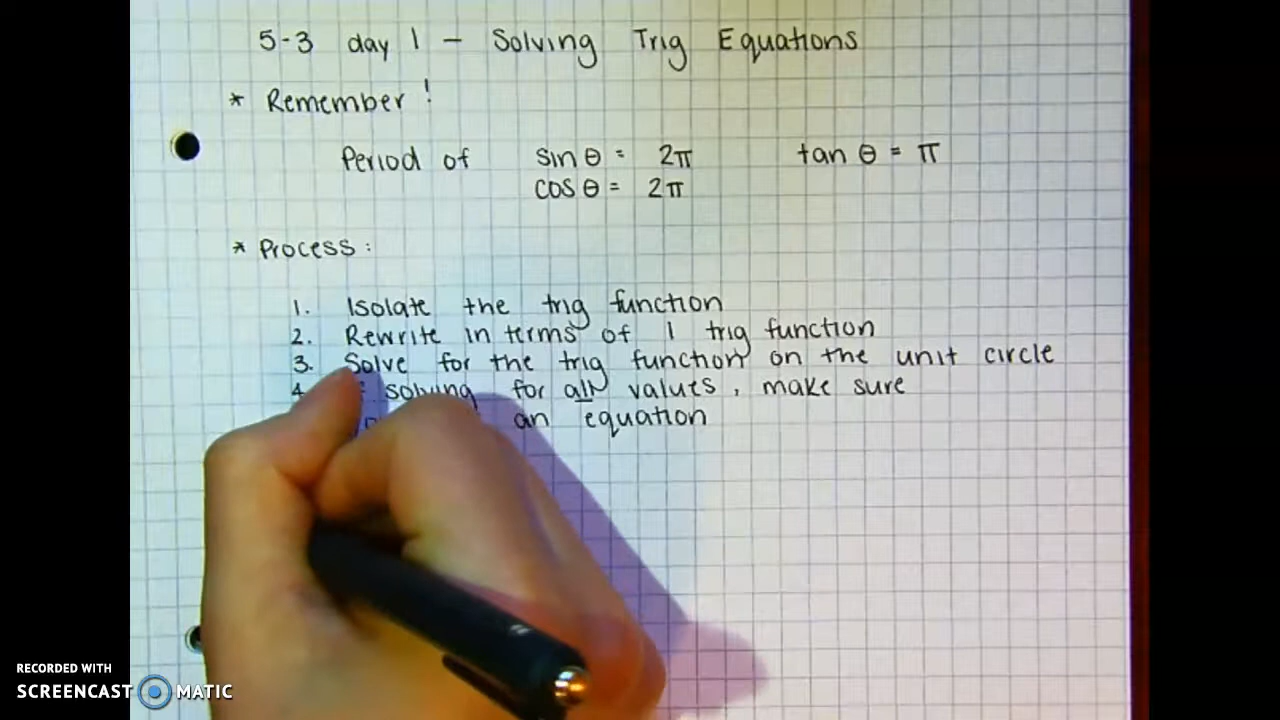 5-3 day 1 – Solving Trig Equations
* Remember!
Period of sin θ = 2π tan θ = π
cos θ = 2π
* Process:
1. Isolate the trig function
2. Rewrite in terms of 1 trig function
3. Solve for the trig function on the unit circle
4. solving for all values, make sure
an equation
RECORDED WITH
SCREENCAST MATIC